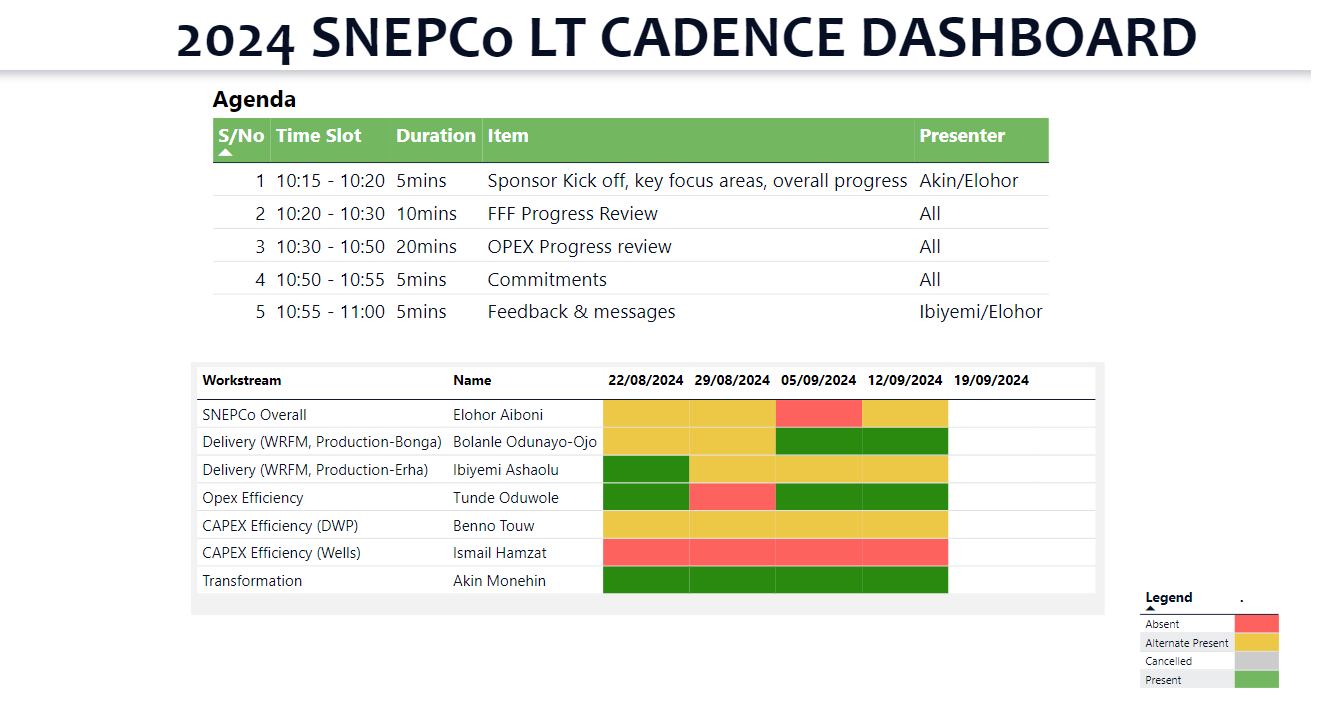 2024 SNEPCo LT CADENCE DASHBOARD
Agenda
S/No Time Slot Duration Item Presenter
1 10:15 - 10:20 5mins Sponsor Kick off, key focus areas, overall progress Akin/Elohor
2 10:20 - 10:30 10mins FFF Progress Review All
3 10:30 - 10:50 20mins OPEX Progress review All
4 10:50 - 10:55 5mins Commitments All
5 10:55 - 11:00 5mins Feedback & messages Ibiyemi/Elohor
Workstream Name 22/08/2024 29/08/2024 05/09/2024 12/09/2024 19/09/2024
SNEPCo Overall Elohor Aiboni
Delivery (WRFM, Production-Bonga) Bolanle Odunayo-Ojo
Delivery (WRFM, Production-Erha) Ibiyemi Ashaolu
Opex Efficiency Tunde Oduwole
CAPEX Efficiency (DWP) Benno Touw
CAPEX Efficiency (Wells) Ismail Hamzat
Transformation Akin Monehin
Legend .
Absent
Alternate Present
Cancelled
Present